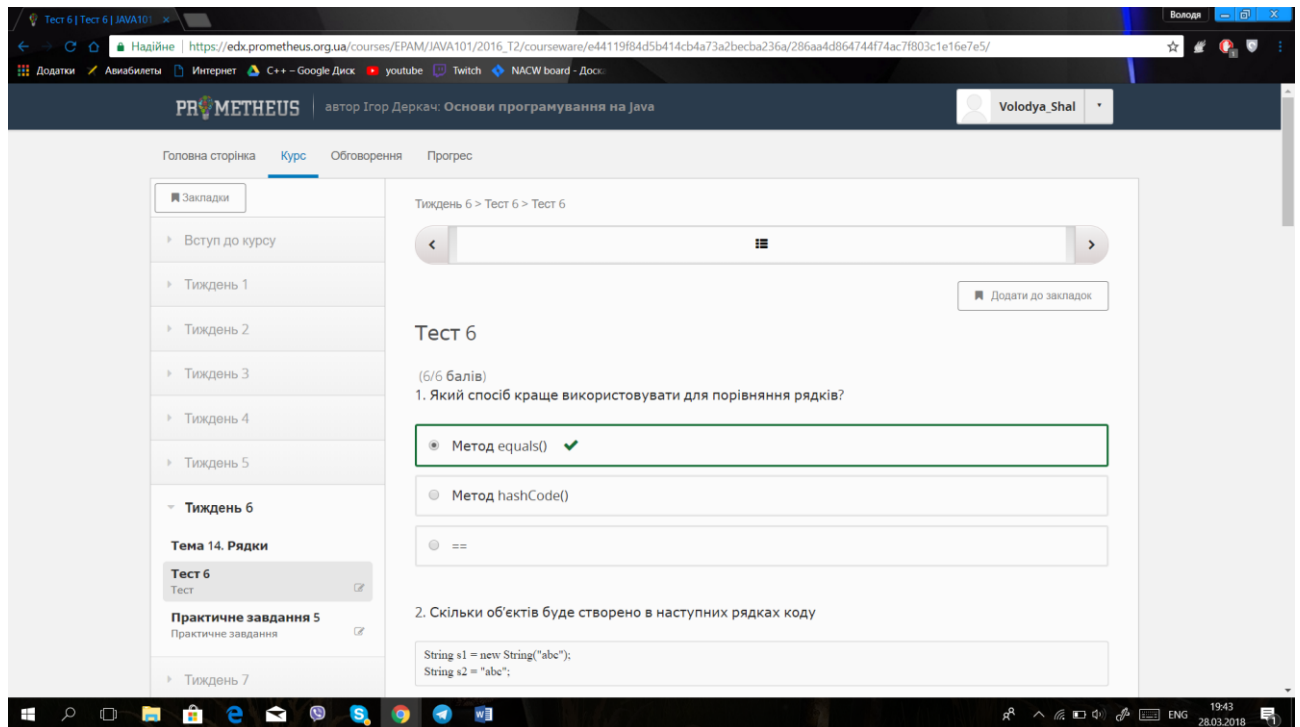 Тест 6 | Тест 6 | JAVA101
Володя
Надійне | https://edx.prometheus.org.ua/courses/EPAM/JAVA101/2016_T2/courseware/e44119f84d5b414cb4a73a2becba236a/286aa4d864744f74ac7f803c1e16e7e5/
Додатки Авиабилеты Интернет C++ – Google Диск youtube Twitch NACW board - Доск
PROMETHEUS автор Ігор Деркач: Основи програмування на Java Volodya_Shal
Головна сторінка Курс Обговорення Прогрес
Закладки
Вступ до курсу
Тиждень 1
Тиждень 2
Тиждень 3
Тиждень 4
Тиждень 5
Тиждень 6
Тема 14. Рядки
Тест 6
Тест
Практичне завдання 5
Практичне завдання
Тиждень 7
Тиждень 6 > Тест 6 > Тест 6
Додати до закладок
Тест 6
(6/6 балів)
1. Який спосіб краще використовувати для порівняння рядків?
Метод equals()
Метод hashCode()
==
2. Скільки об'єктів буде створено в наступних рядках коду
String s1 = new String("abc");
String s2 = "abc";
ENG
19:43
28.03.2018